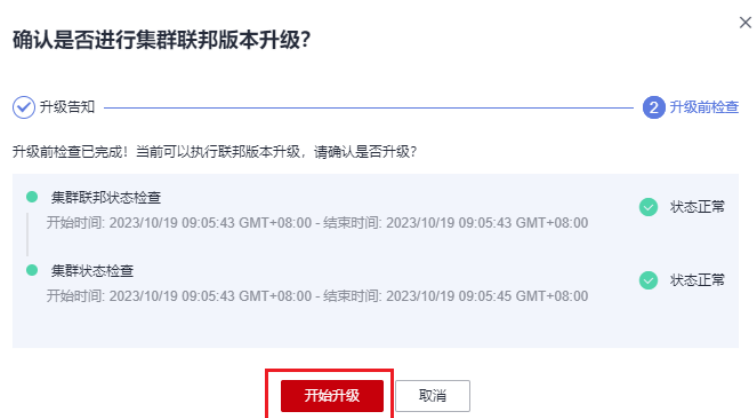 确认是否进行集群联邦版本升级?
升级告知
2 升级前检查
升级前检查已完成！当前可以执行联邦版本升级，请确认是否升级?
集群联邦状态检查
状态正常
开始时间: 2023/10/19 09:05:43 GMT+08:00 - 结束时间: 2023/10/19 09:05:43 GMT+08:00
集群状态检查
状态正常
开始时间: 2023/10/19 09:05:43 GMT+08:00 - 结束时间: 2023/10/19 09:05:45 GMT+08:00
开始升级
取消